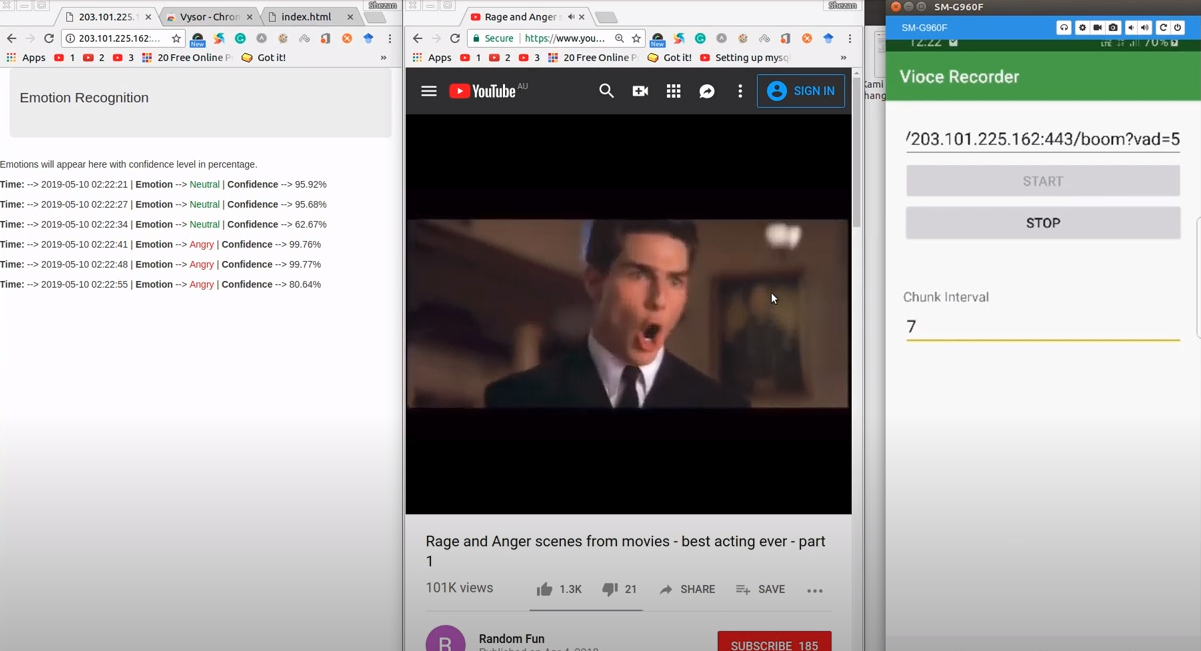 Shezan
203.101.225.1
Vysor - Chrom
index.html
203.101.225.162:
New
Apps
1
2
3
20 Free Online P
Got it!
»
Emotion Recognition
Emotions will appear here with confidence level in percentage.
Time: --> 2019-05-10 02:22:21 | Emotion --> Neutral | Confidence --> 95.92%
Time: --> 2019-05-10 02:22:27 | Emotion --> Neutral | Confidence --> 95.68%
Time: --> 2019-05-10 02:22:34 | Emotion --> Neutral | Confidence --> 62.67%
Time: --> 2019-05-10 02:22:41 | Emotion --> Angry | Confidence --> 99.76%
Time: --> 2019-05-10 02:22:48 | Emotion --> Angry | Confidence --> 99.77%
Time: --> 2019-05-10 02:22:55 | Emotion --> Angry | Confidence --> 80.64%
Shezan
Rage and Anger
Secure
https://www.you...
New
Apps
1
2
3
20 Free Online P
Got it!
Setting up mysq
»
YouTube AU
SIGN IN
Rage and Anger scenes from movies - best acting ever - part
1
101K views
1.3K
21
SHARE
SAVE
R
Random Fun
SUBSCRIBE 185
SM-G960F
SM-G960F
12:22
70%
Vioce Recorder
/203.101.225.162:443/boom?vad=5
START
STOP
Chunk Interval
7